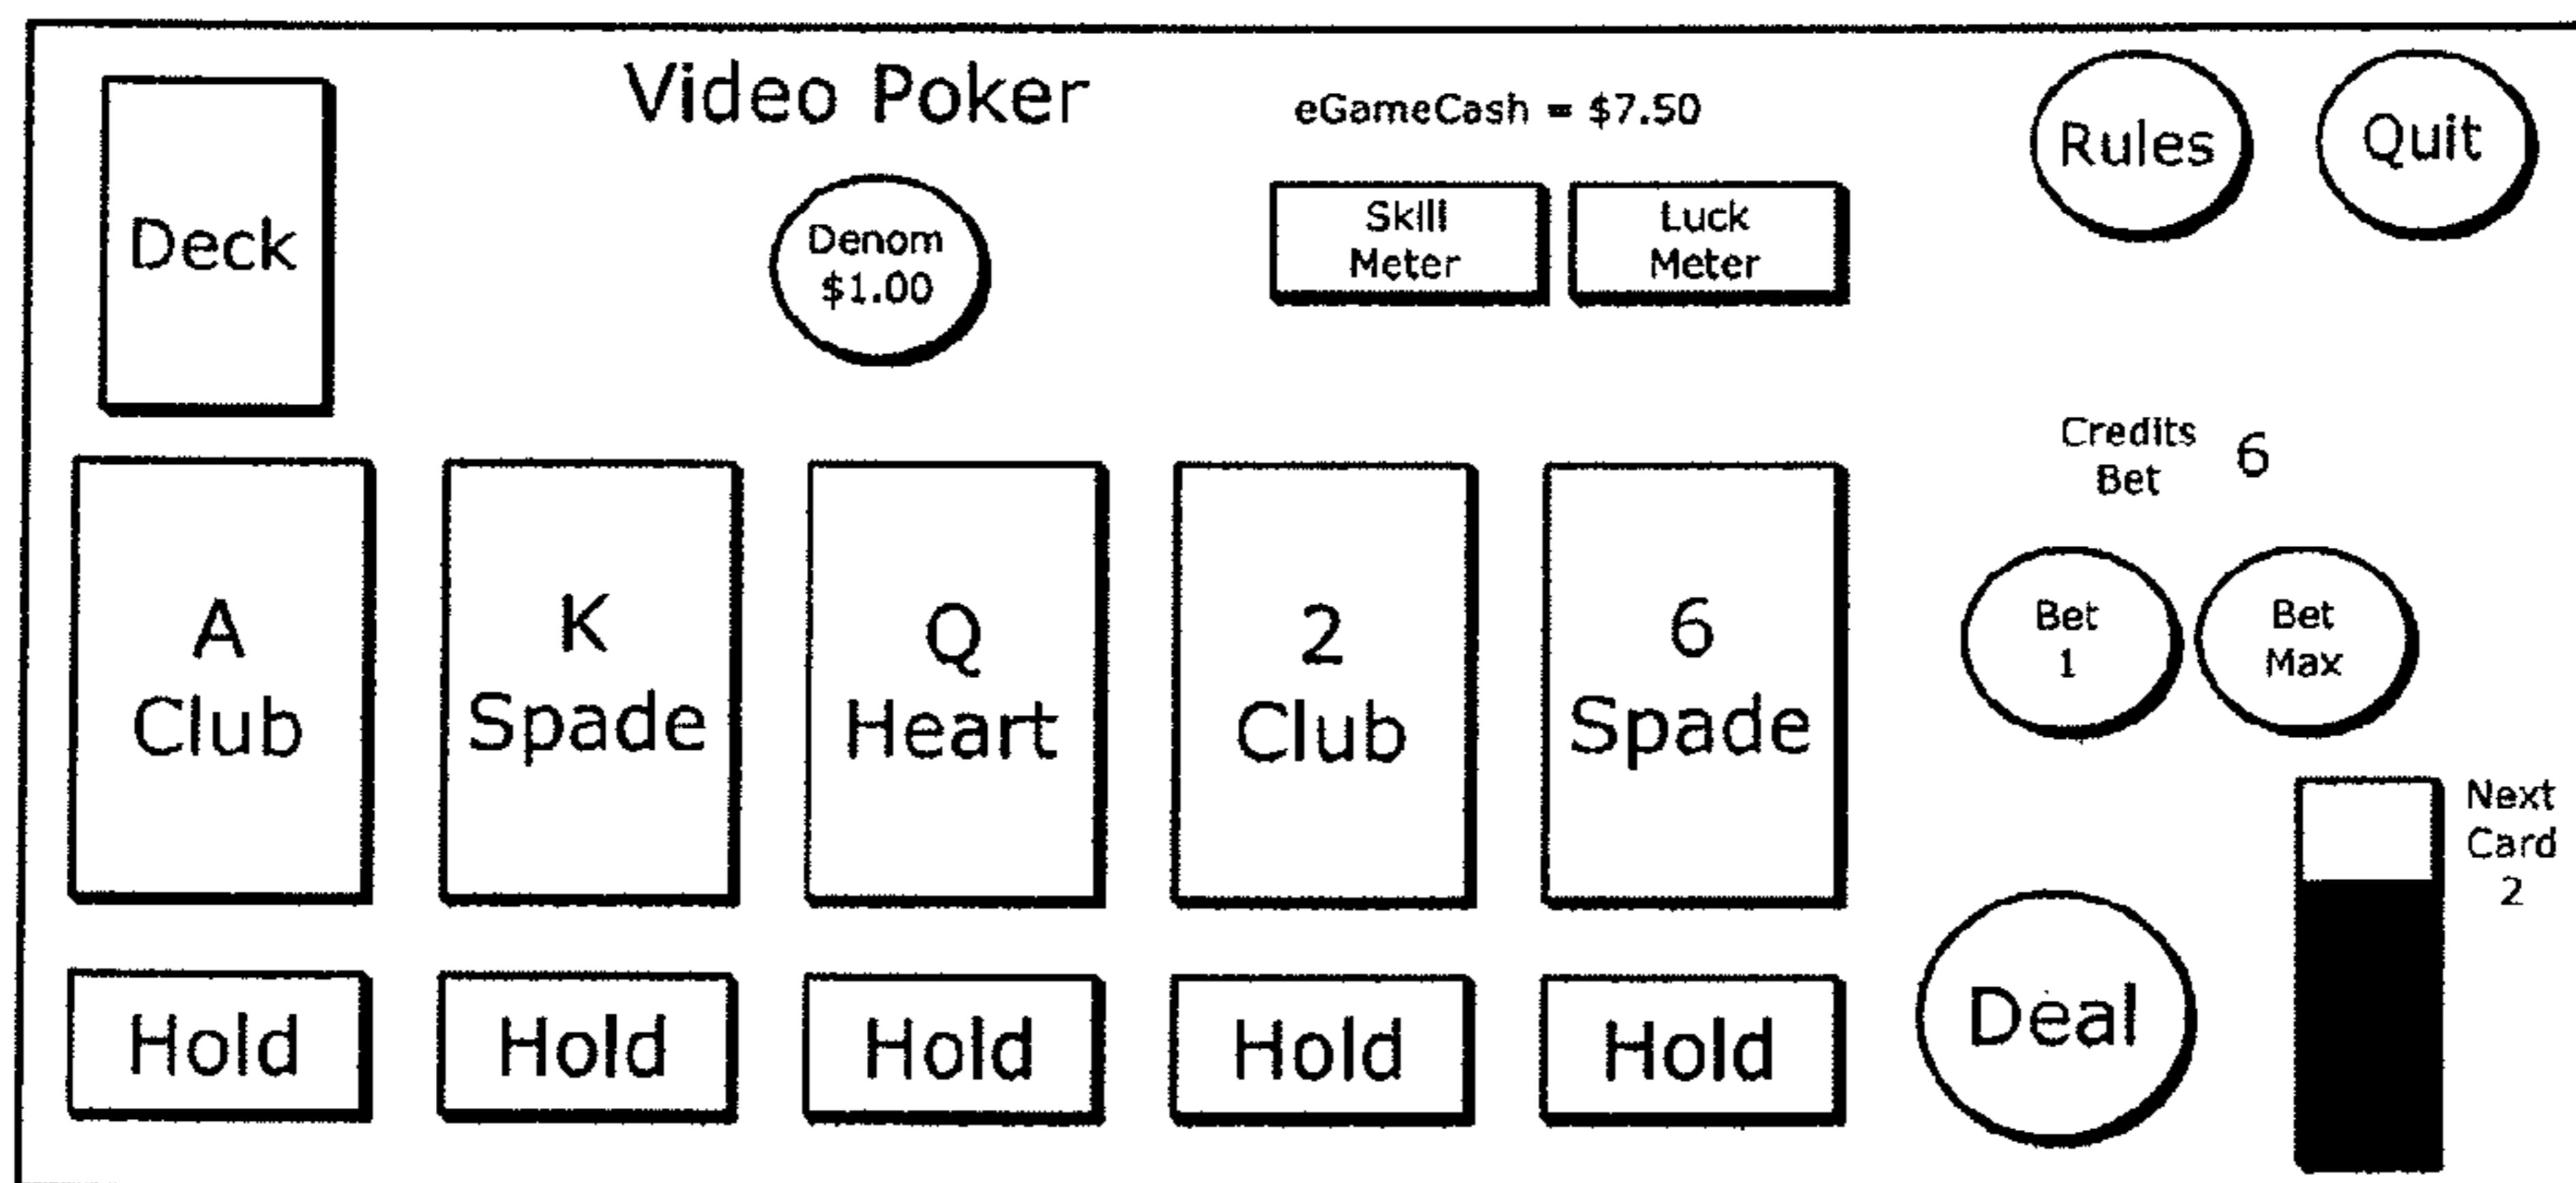 Video Poker
eGameCash = $7.50
Rules
Quit
Deck
Denom
$1.00
Skill
Meter
Luck
Meter
Credits
Bet
6
A
Club
K
Spade
Q
Heart
2
Club
6
Spade
Bet
1
Bet
Max
Next
Card
2
Hold
Hold
Hold
Hold
Hold
Deal